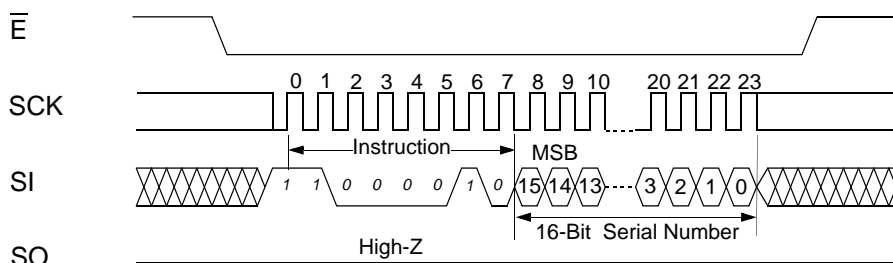 E
SCK
0 1 2 3 4 5 6 7 8 9 10 20 21 22 23
Instruction
MSB
SI
1 1 0 0 0 0 1 0 15 14 13 3 2 1 0
16-Bit Serial Number
High-Z
SO